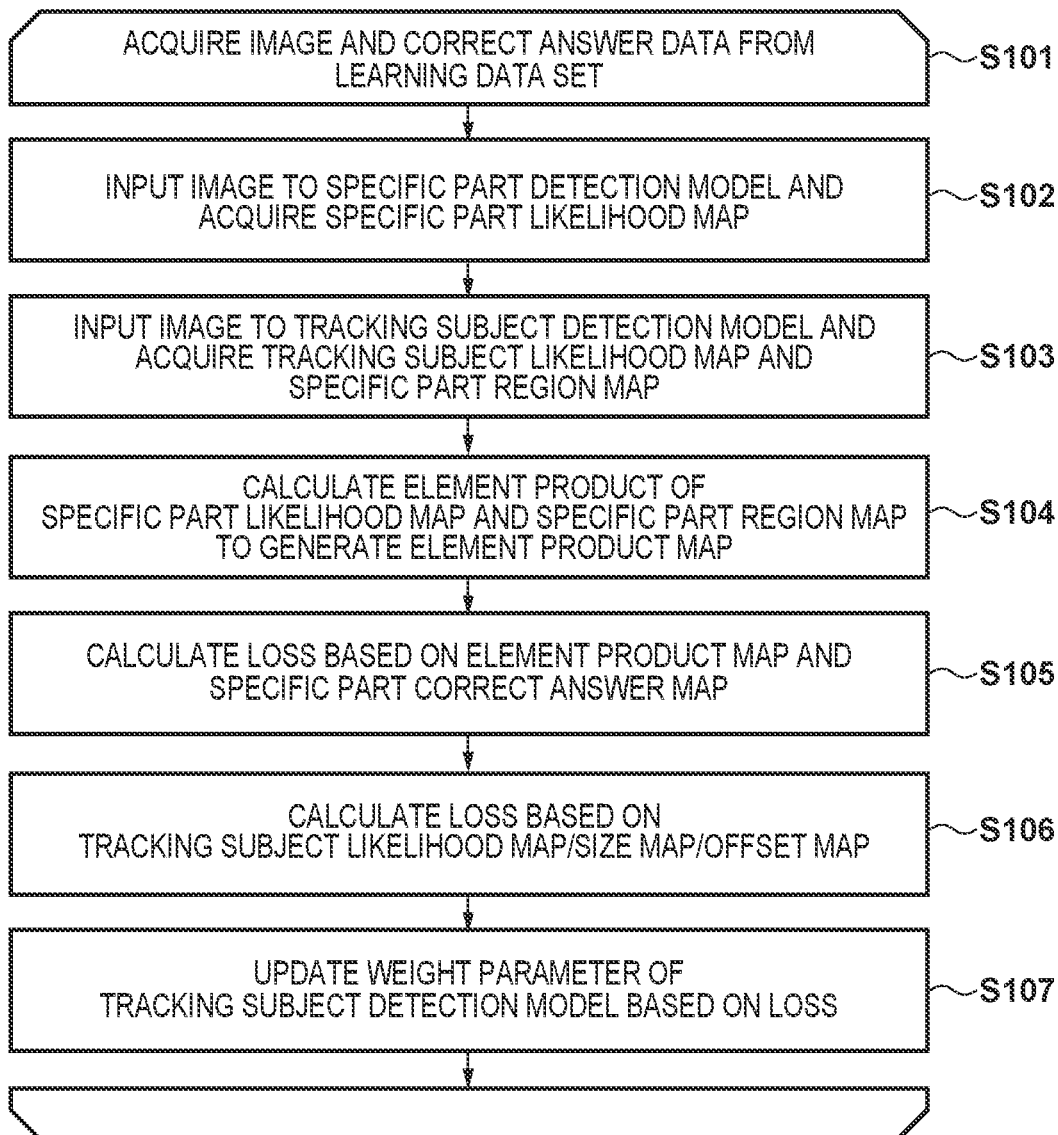 ACQUIRE IMAGE AND CORRECT ANSWER DATA FROM
LEARNING DATA SET
S101
INPUT IMAGE TO SPECIFIC PART DETECTION MODEL AND
ACQUIRE SPECIFIC PART LIKELIHOOD MAP
S102
INPUT IMAGE TO TRACKING SUBJECT DETECTION MODEL AND
ACQUIRE TRACKING SUBJECT LIKELIHOOD MAP AND
SPECIFIC PART REGION MAP
S103
CALCULATE ELEMENT PRODUCT OF
SPECIFIC PART LIKELIHOOD MAP AND SPECIFIC PART REGION MAP
TO GENERATE ELEMENT PRODUCT MAP
S104
CALCULATE LOSS BASED ON ELEMENT PRODUCT MAP AND
SPECIFIC PART CORRECT ANSWER MAP
S105
CALCULATE LOSS BASED ON
TRACKING SUBJECT LIKELIHOOD MAP/SIZE MAP/OFFSET MAP
S106
UPDATE WEIGHT PARAMETER OF
TRACKING SUBJECT DETECTION MODEL BASED ON LOSS
S107